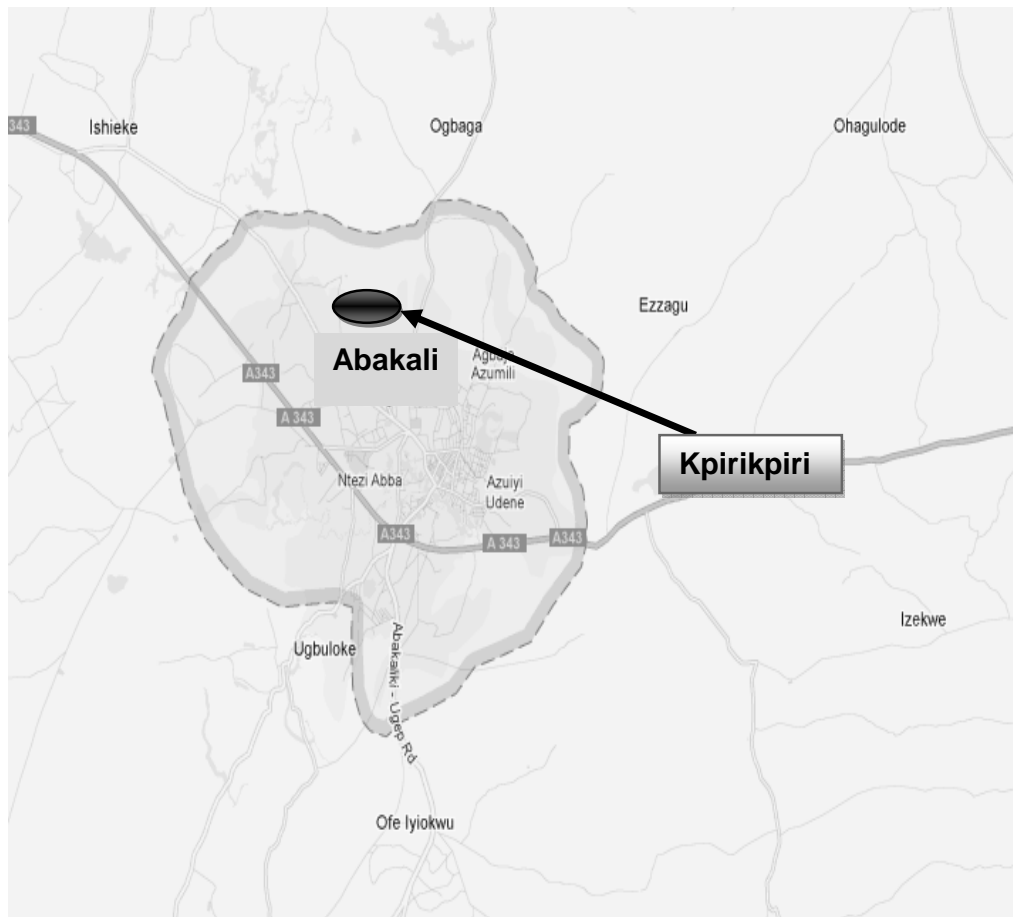 343
Ishieke
Ogbaga
Ohagulode
Ezzagu
Abakali
Agbaja
Azumili
A343
A 343
Kpirikpiri
Ntezi Abba
Azuiyi
Udene
A343
A 343
A343
Izekwe
Ugbuloke
Abakaliki - Ugep Rd
Ofe Iyiokwu